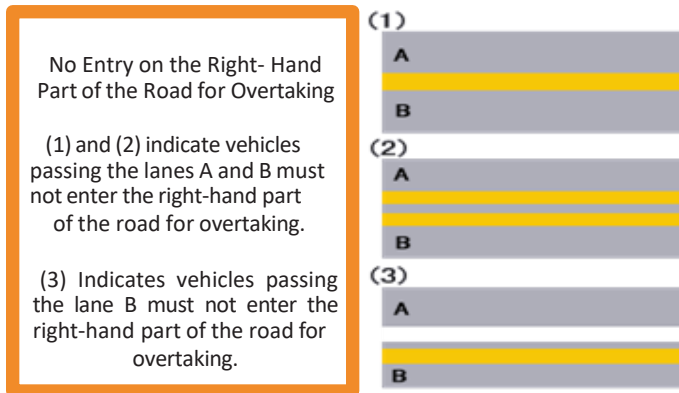 No Entry on the Right- Hand
Part of the Road for Overtaking
(1) and (2) indicate vehicles
passing the lanes A and B must
not enter the right-hand part
of the road for overtaking.
(3) Indicates vehicles passing
the lane B must not enter the
right-hand part of the road for
overtaking.
(1)
A
B
(2)
A
B
(3)
A
B